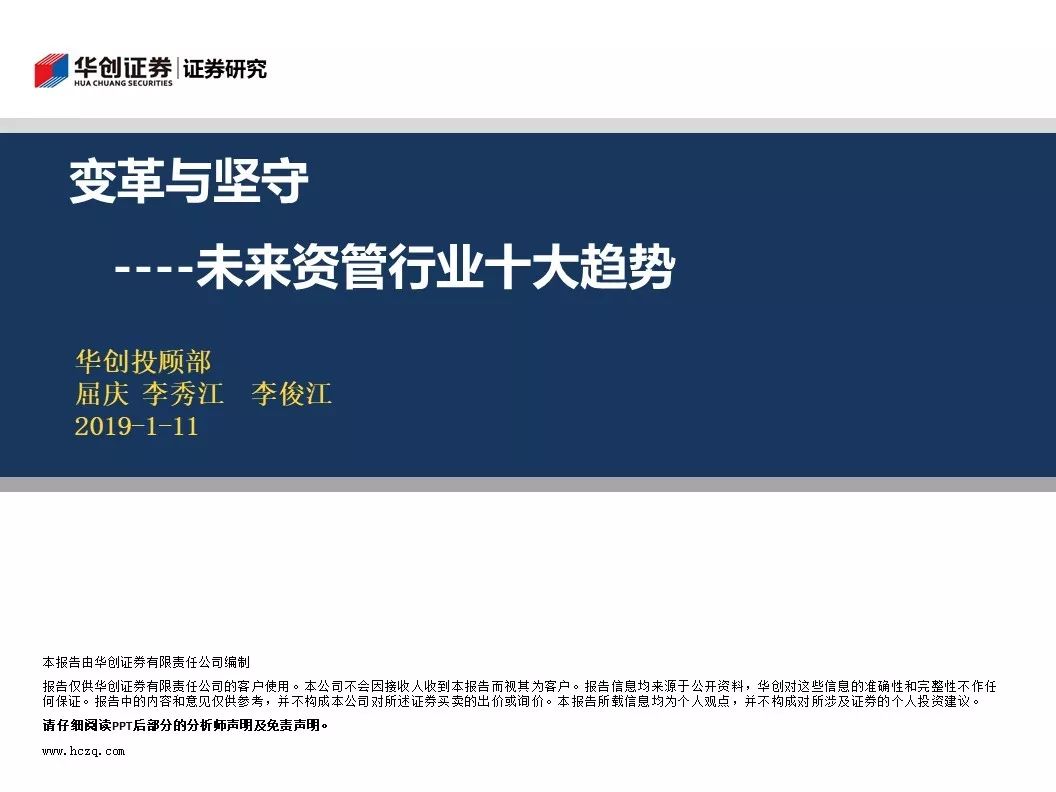 华创证券 | 证券研究
HUA CHUANG SECURITIES
变革与坚守
----未来资管行业十大趋势
华创投顾部
屈庆 李秀江 李俊江
2019-1-11
本报告由华创证券有限责任公司编制
报告仅供华创证券有限责任公司的客户使用。本公司不会因接收人收到本报告而视其为客户。报告信息均来源于公开资料，华创对这些信息的准确性和完整性不作任
何保证。报告中的内容和意见仅供参考，并不构成本公司对所述证券买卖的出价或询价。本报告所载信息均为个人观点，并不构成对所涉及证券的个人投资建议。
请仔细阅读PPT后部分的分析师声明及免责声明。
www.hczq.com